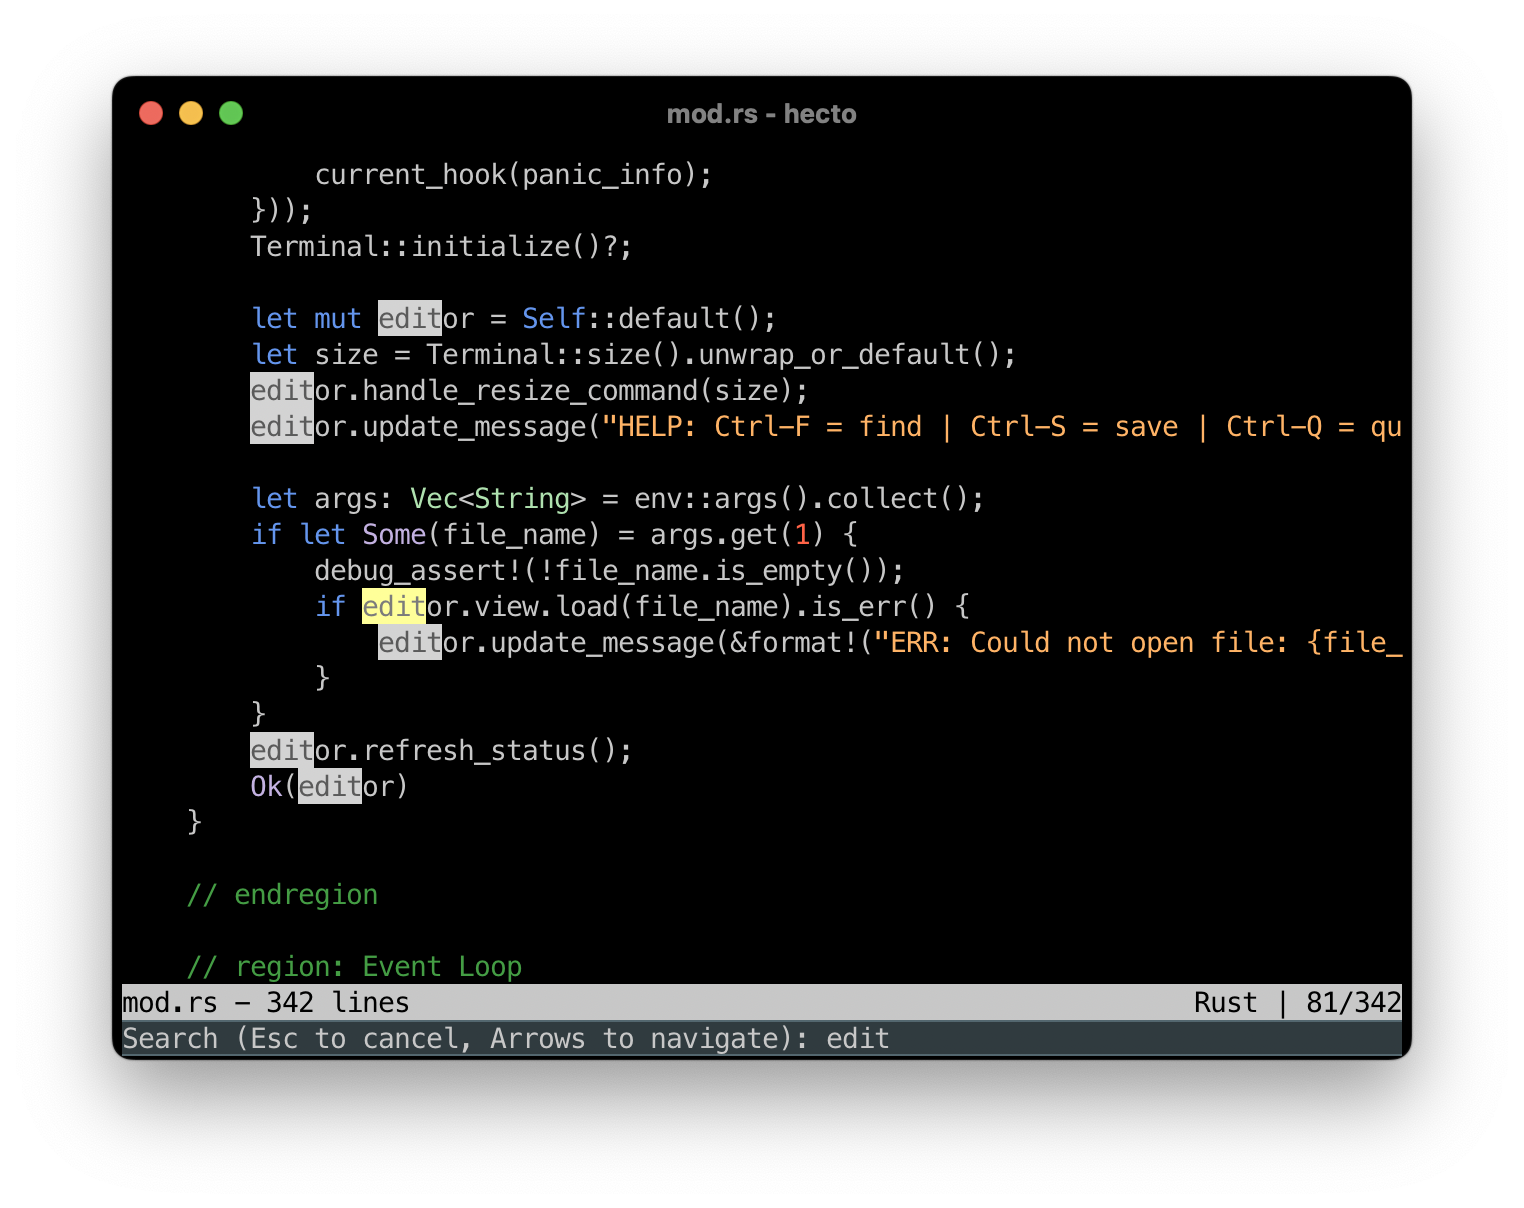 mod.rs - hecto
            current_hook(panic_info);
        }));
        Terminal::initialize()?;

        let mut editor = Self::default();
        let size = Terminal::size().unwrap_or_default();
        editor.handle_resize_command(size);
        editor.update_message("HELP: Ctrl-F = find | Ctrl-S = save | Ctrl-Q = qu

        let args: Vec<String> = env::args().collect();
        if let Some(file_name) = args.get(1) {
            debug_assert!(!file_name.is_empty());
            if editor.view.load(file_name).is_err() {
                editor.update_message(&format!("ERR: Could not open file: {file_
            }
        }
        editor.refresh_status();
        Ok(editor)
    }

    // endregion

    // region: Event Loop
mod.rs - 342 lines Rust | 81/342
Search (Esc to cancel, Arrows to navigate): edit